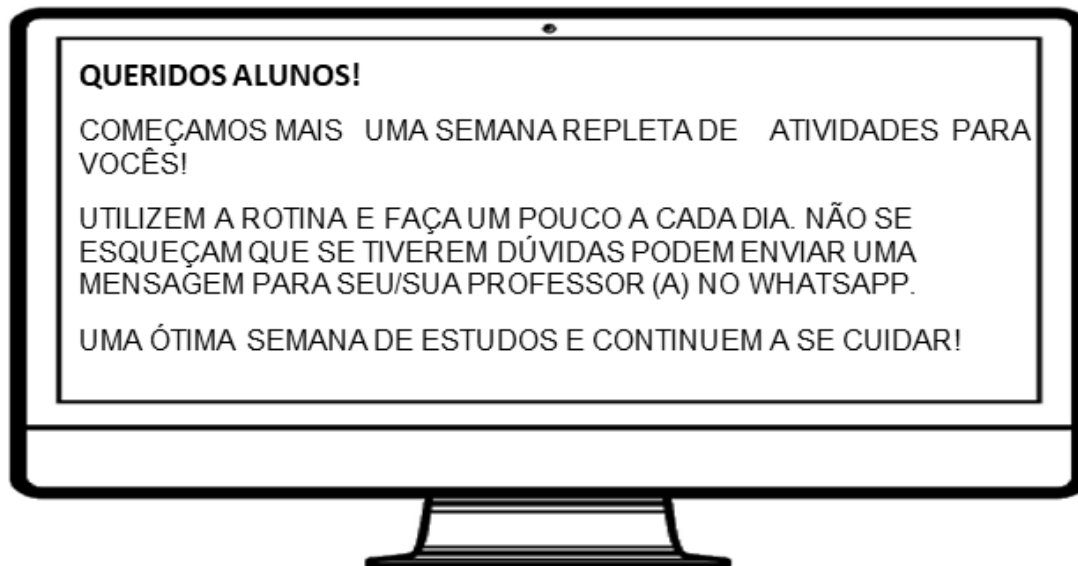 QUERIDOS ALUNOS!
COMEÇAMOS MAIS UMA SEMANA REPLETA DE ATIVIDADES PARA
VOCÊS!
UTILIZEM A ROTINA E FAÇA UM POUCO A CADA DIA. NÃO SE
ESQUEÇAM QUE SE TIVEREM DÚVIDAS PODEM ENVIAR UMA
MENSAGEM PARA SEU/SUA PROFESSOR (A) NO WHATSAPP.
UMA ÓTIMA SEMANA DE ESTUDOS E CONTINUEM A SE CUIDAR!